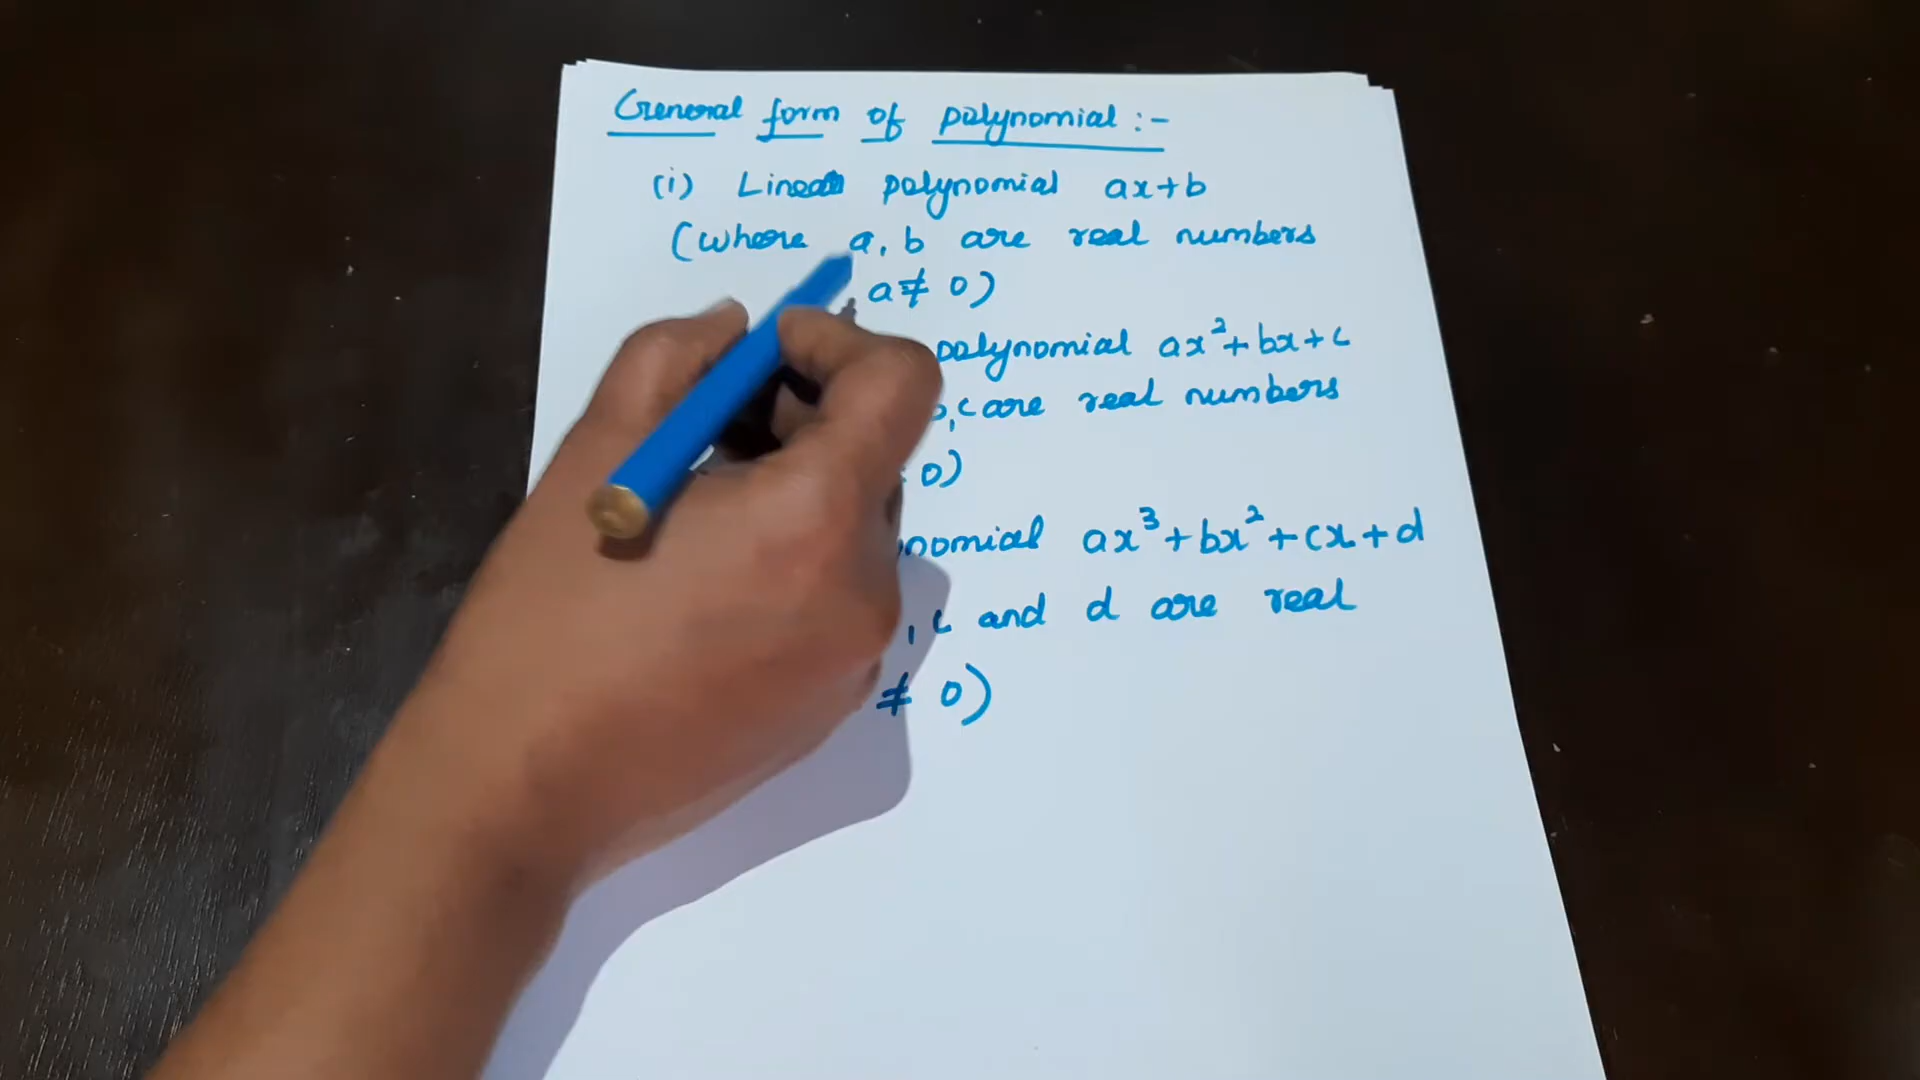 General form of polynomial :-
(i) Linear polynomial ax+b
(where a, b are real numbers
a ≠ 0)
polynomial ax²+bx+c
,c are real numbers
0)
nomial ax³+bx²+cx+d
, c and d are real
≠ 0)